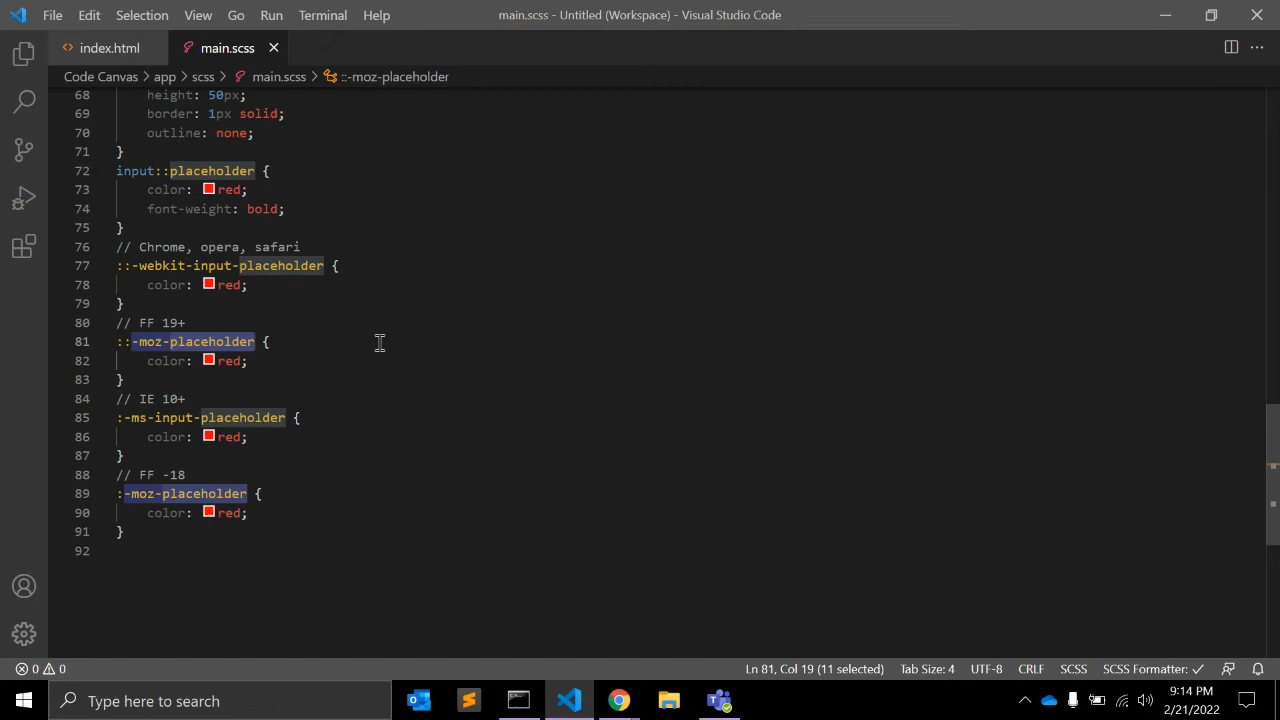 File Edit Selection View Go Run Terminal Help main.scss - Untitled (Workspace) - Visual Studio Code
index.html main.scss
Code Canvas > app > scss > main.scss > ::-moz-placeholder
68 height: 50px;
69 border: 1px solid;
70 outline: none;
71 }
72 input::placeholder {
73 color: red;
74 font-weight: bold;
75 }
76 // Chrome, opera, safari
77 ::-webkit-input-placeholder {
78 color: red;
79 }
80 // FF 19+
81 ::-moz-placeholder {
82 color: red;
83 }
84 // IE 10+
85 :-ms-input-placeholder {
86 color: red;
87 }
88 // FF -18
89 :-moz-placeholder {
90 color: red;
91 }
92
0 0 Ln 81, Col 19 (11 selected) Tab Size: 4 UTF-8 CRLF SCSS SCSS Formatter: ✓
Type here to search
9:14 PM
2/21/2022